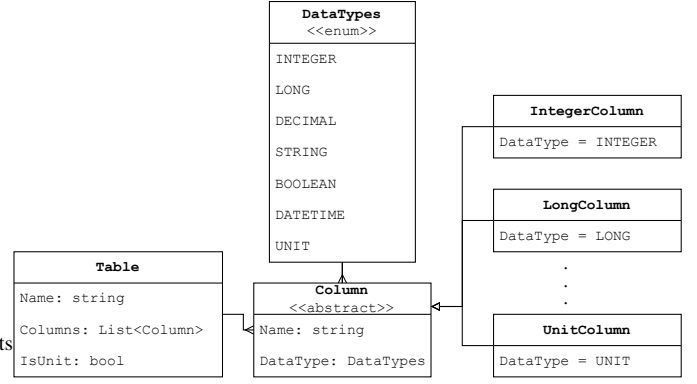 DataTypes
<<enum>>
INTEGER
LONG
DECIMAL
STRING
BOOLEAN
DATETIME
UNIT
Table
Name: string
Columns: List<Column>
IsUnit: bool
ts
Column
<<abstract>>
Name: string
DataType: DataTypes
IntegerColumn
DataType = INTEGER
LongColumn
DataType = LONG
.
.
.
UnitColumn
DataType = UNIT